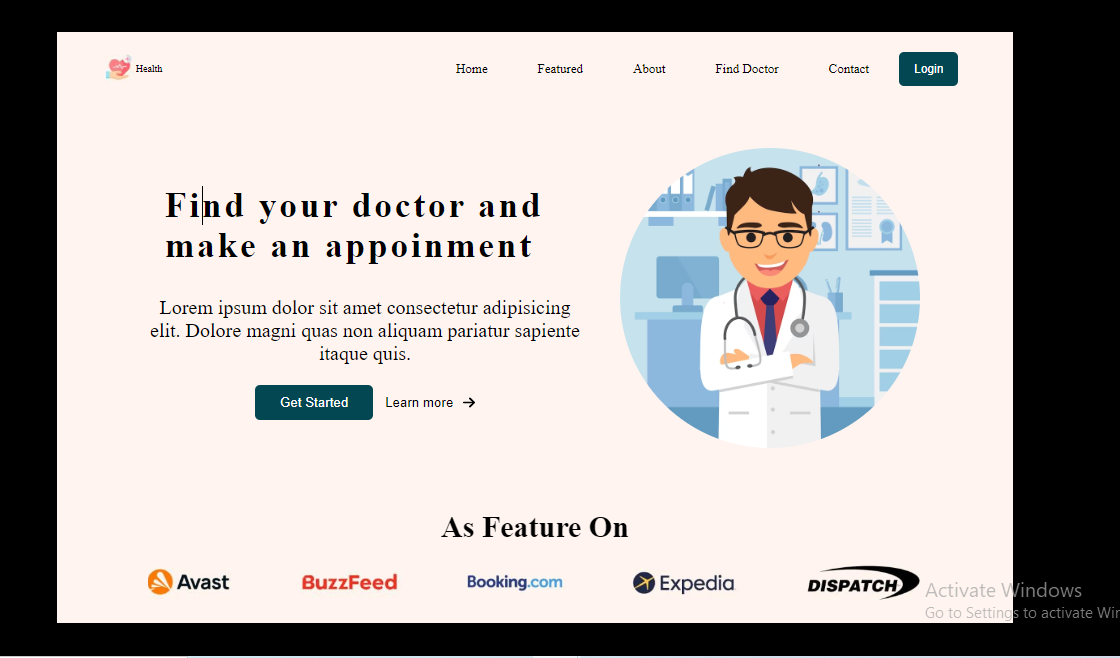 Health
Home Featured About Find Doctor Contact Login
Find your doctor and
make an appoinment
Lorem ipsum dolor sit amet consectetur adipisicing
elit. Dolore magni quas non aliquam pariatur sapiente
itaque quis.
Get Started Learn more →
As Feature On
Avast BuzzFeed Booking.com Expedia DISPATCH
Activate Windows
Go to Settings to activate Win